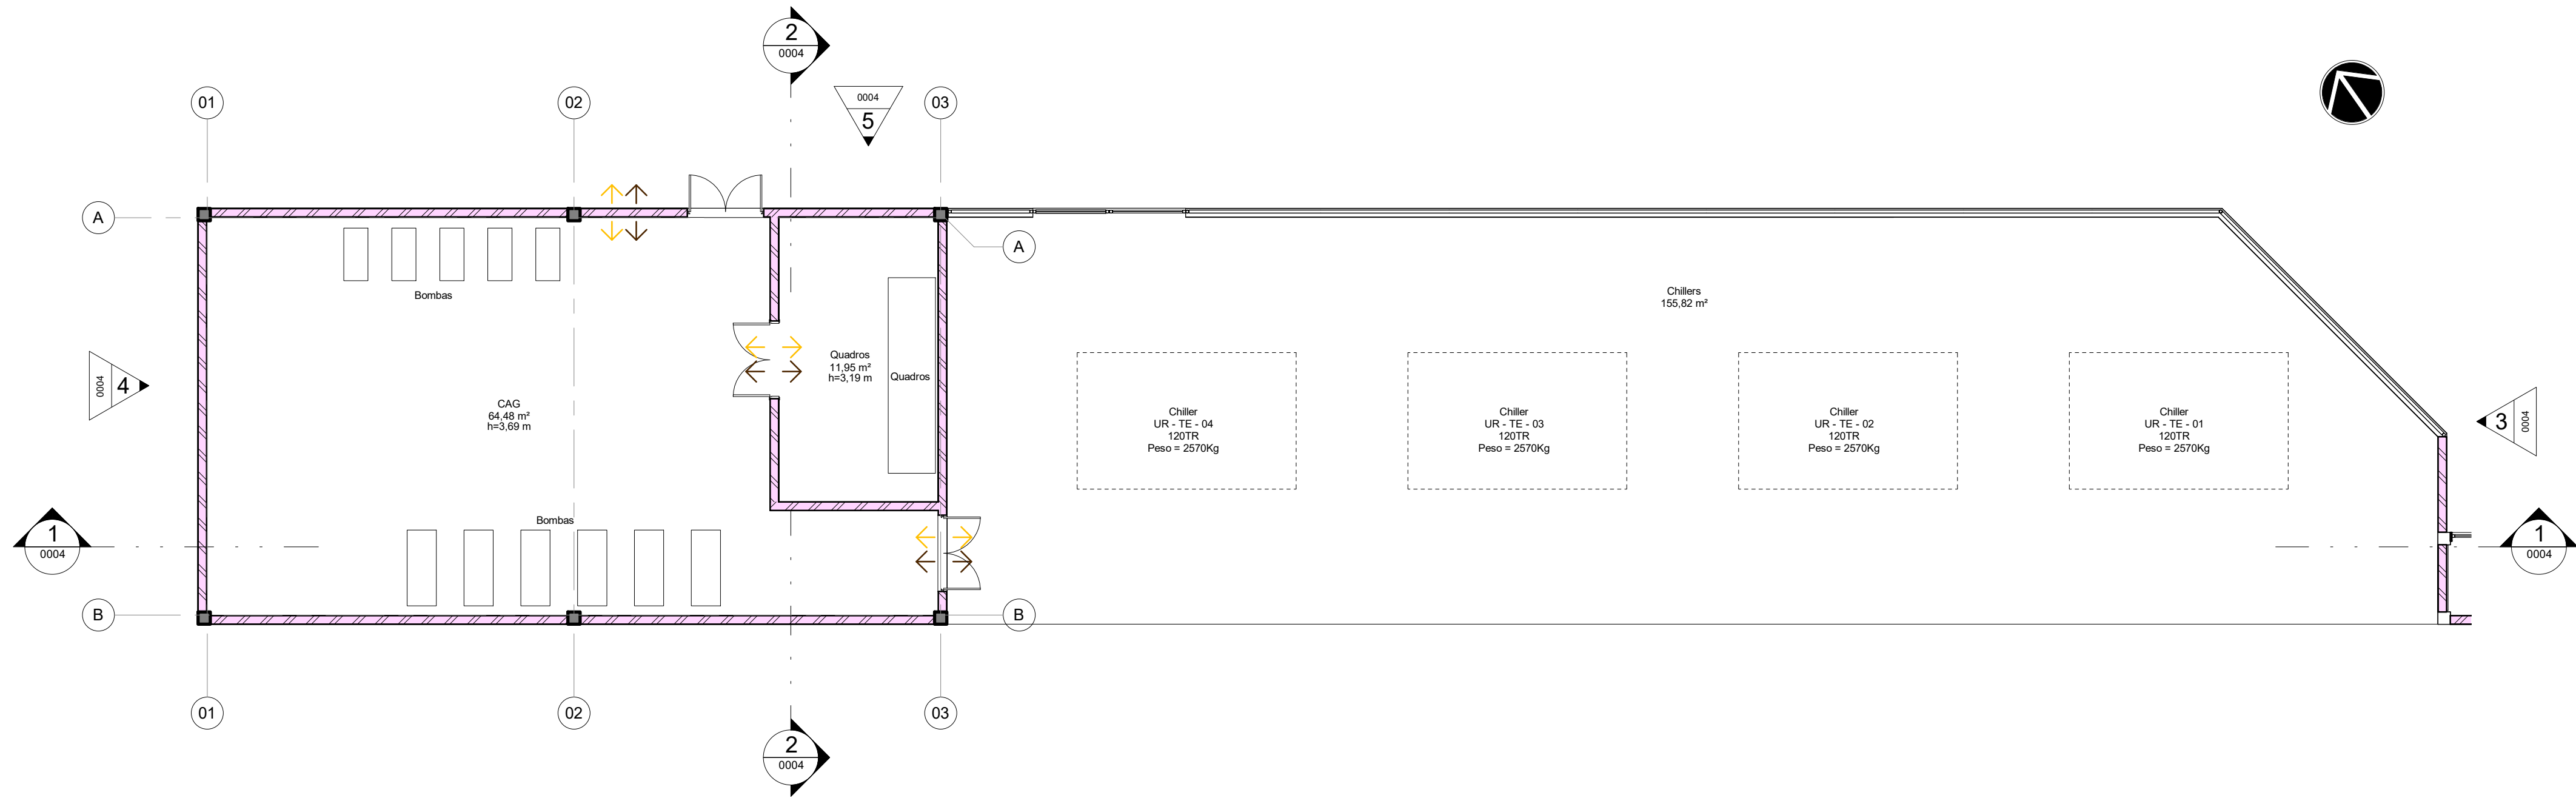 2
0004
01
02
0004
5
03
A
A
Bombas
Chillers
155,82 m²
Quadros
11,95 m²
h=3,19 m
Quadros
0004
4
CAG
64,48 m²
h=3,69 m
Chiller
UR - TE - 04
120TR
Peso = 2570Kg
Chiller
UR - TE - 03
120TR
Peso = 2570Kg
Chiller
UR - TE - 02
120TR
Peso = 2570Kg
Chiller
UR - TE - 01
120TR
Peso = 2570Kg
3
0004
Bombas
1
0004
1
0004
B
B
01
02
03
2
0004